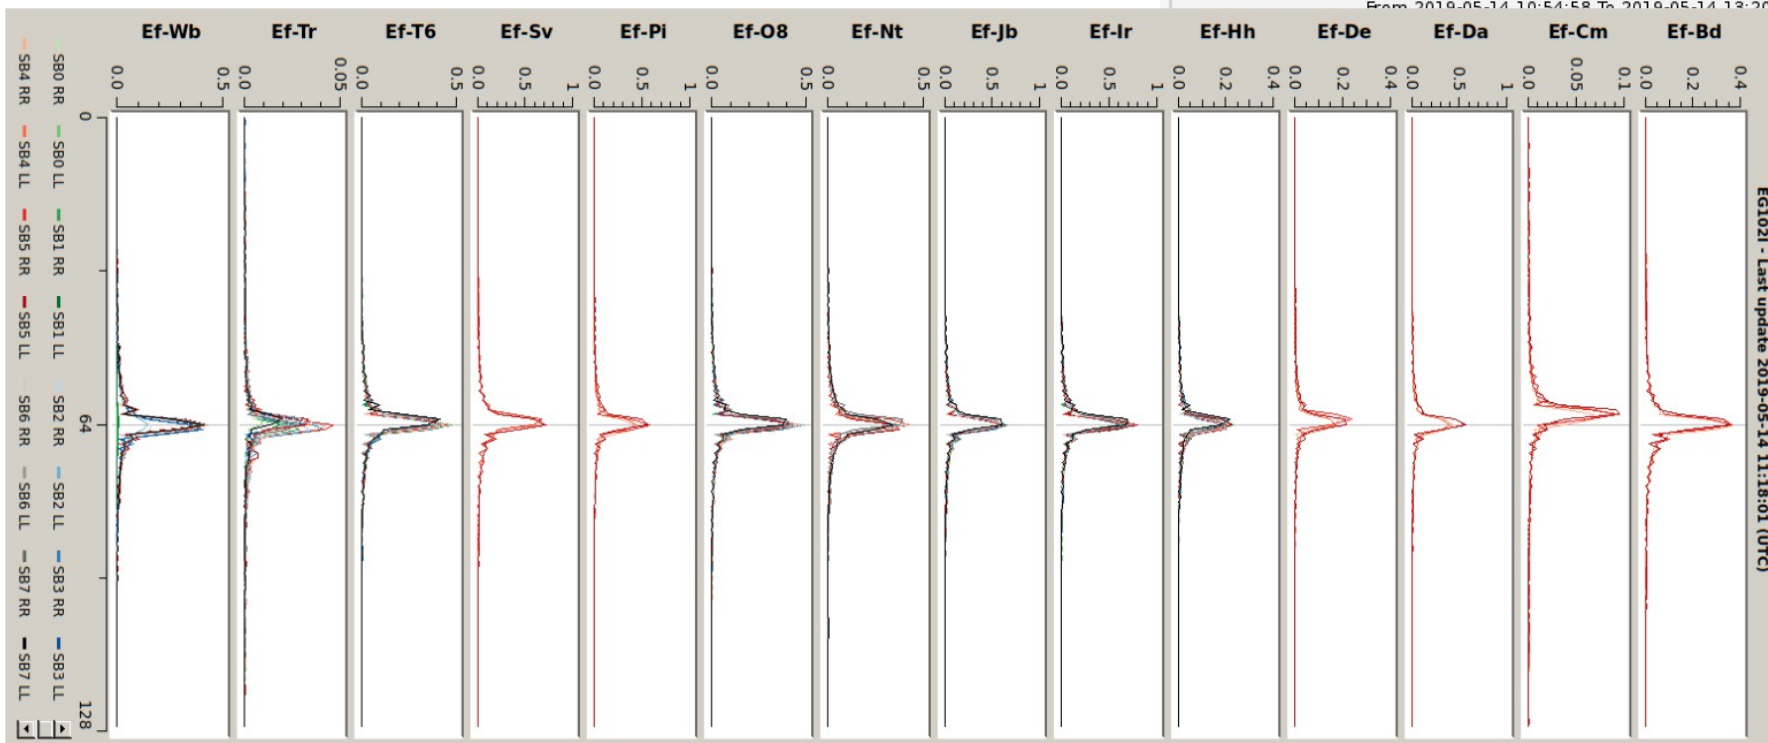 From 2019-05-14 10:54:58 To 2019-05-14 13:20
EG102I - Last update 2019-05-14 11:18:01 (UTC)
Ef-Wb Ef-Tr Ef-T6 Ef-Sv Ef-Pi Ef-O8 Ef-Nt Ef-Jb Ef-Ir Ef-Hh Ef-De Ef-Da Ef-Cm Ef-Bd
0.0 0.5 0.0 0.05 0.0 0.5 0.0 0.5 1 0.0 0.5 1 0.0 0.5 0.0 0.5 0.0 0.5 1 0.0 0.5 1 0.0 0.2 0.4 0.0 0.2 0.4 0.0 0.5 1 0.0 0.05 0.1 0.0 0.2 0.4
0 64 128
SB0 RR SB0 LL SB1 RR SB1 LL SB2 RR SB2 LL SB3 RR SB3 LL
SB4 RR SB4 LL SB5 RR SB5 LL SB6 RR SB6 LL SB7 RR SB7 LL